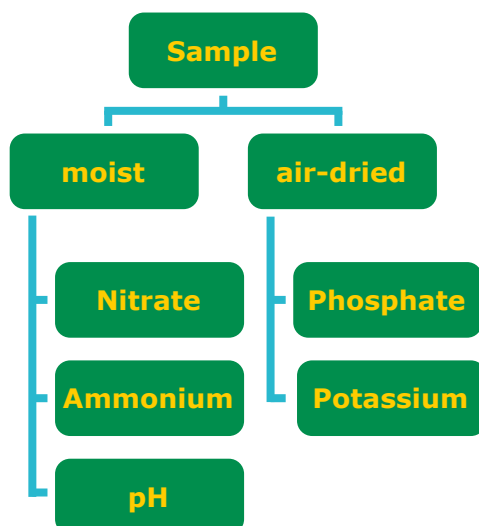 Sample
moist
air-dried
Nitrate
Phosphate
Ammonium
Potassium
pH